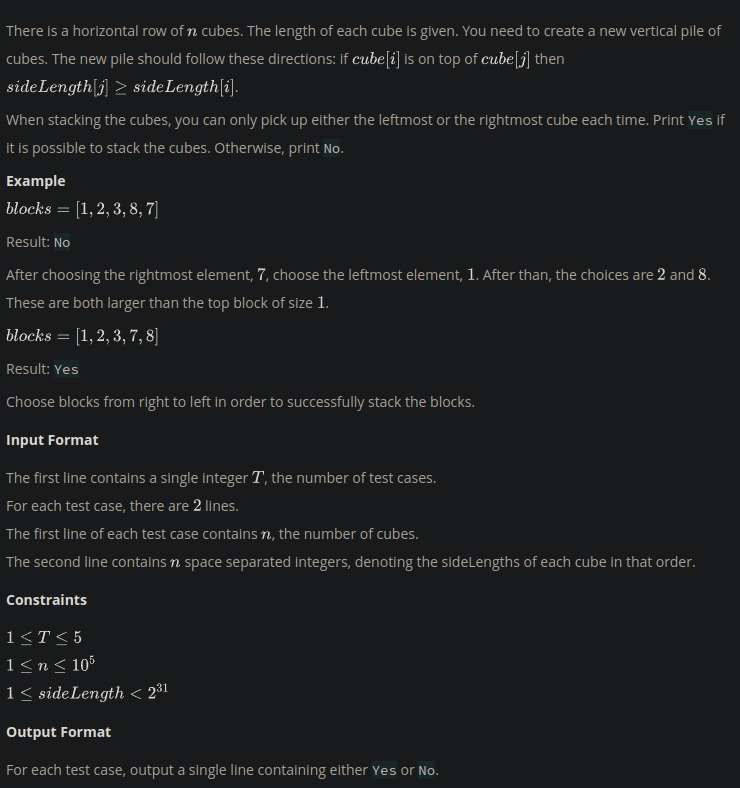 There is a horizontal row of n cubes. The length of each cube is given. You need to create a new vertical pile of
cubes. The new pile should follow these directions: if cube[i] is on top of cube[j] then
sideLength[j] ≥ sideLength[i].
When stacking the cubes, you can only pick up either the leftmost or the rightmost cube each time. Print Yes if
it is possible to stack the cubes. Otherwise, print No.
Example
blocks = [1, 2, 3, 8, 7]
Result: No
After choosing the rightmost element, 7, choose the leftmost element, 1. After than, the choices are 2 and 8.
These are both larger than the top block of size 1.
blocks = [1, 2, 3, 7, 8]
Result: Yes
Choose blocks from right to left in order to successfully stack the blocks.
Input Format
The first line contains a single integer T, the number of test cases.
For each test case, there are 2 lines.
The first line of each test case contains n, the number of cubes.
The second line contains n space separated integers, denoting the sideLengths of each cube in that order.
Constraints
1 ≤ T ≤ 5
1 ≤ n ≤ 10⁵
1 ≤ sideLength < 2³¹
Output Format
For each test case, output a single line containing either Yes or No.